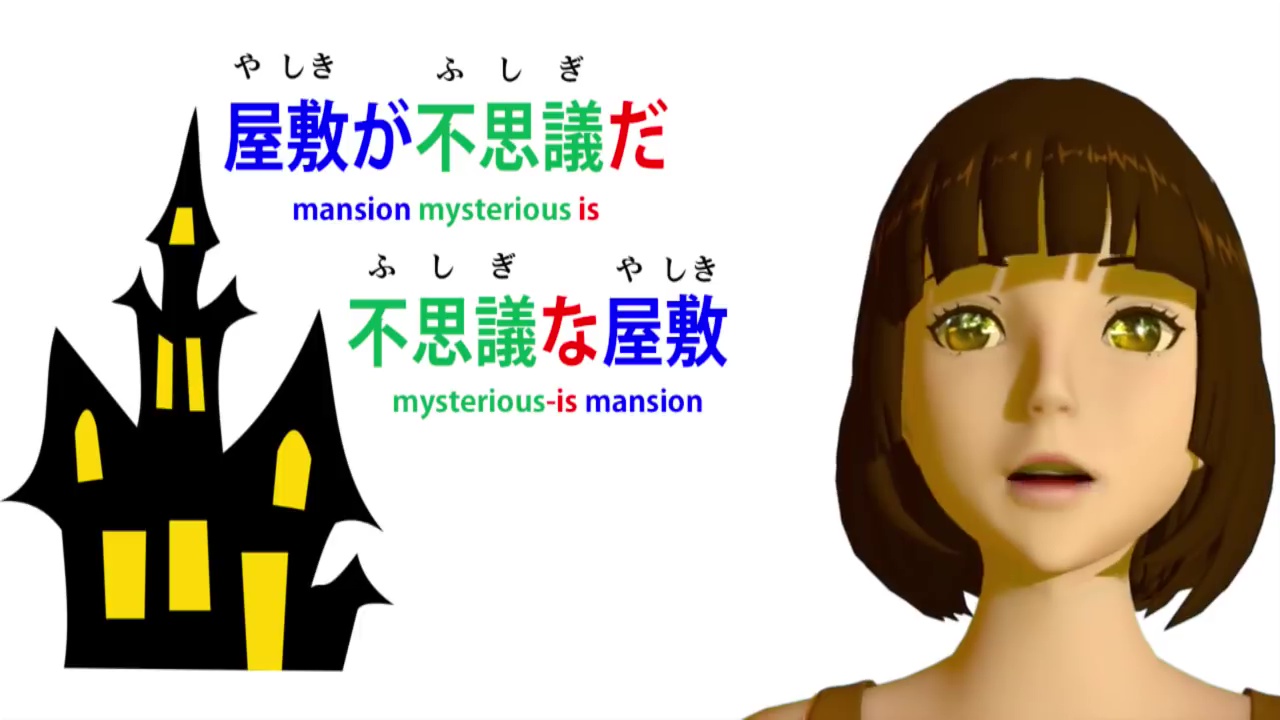 やしき ふしぎ
屋敷が不思議だ
mansion mysterious is
ふしぎ やしき
不思議な屋敷
mysterious-is mansion